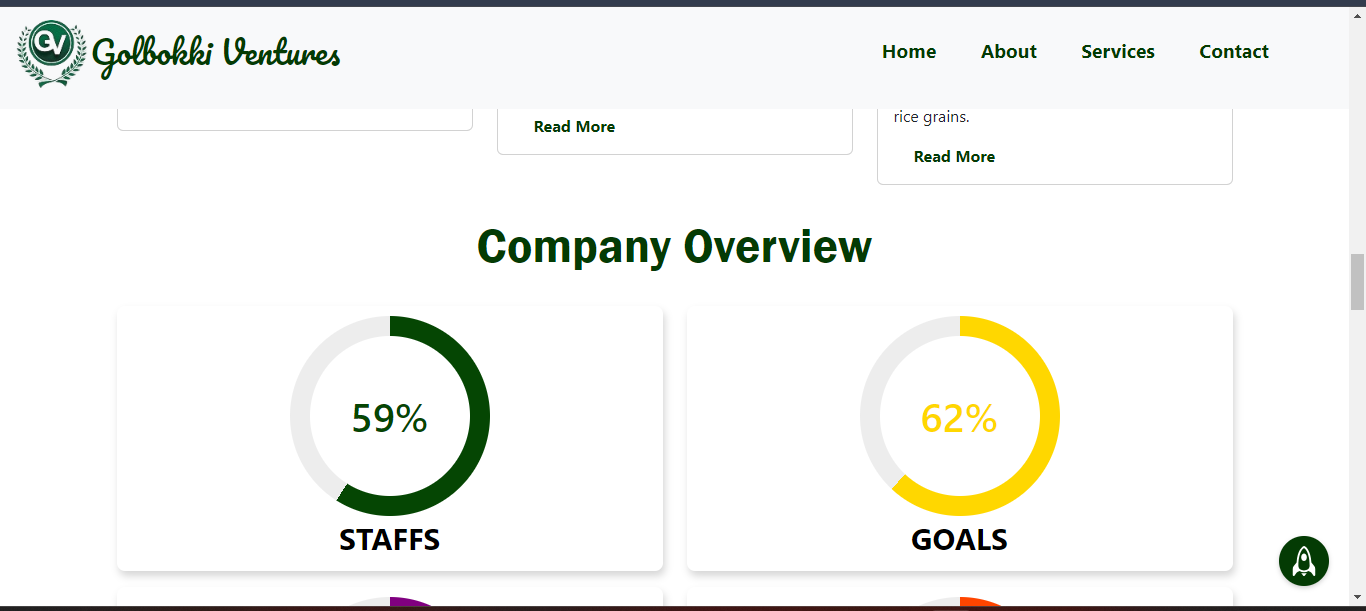 GV Golbokki Ventures
Home About Services Contact
rice grains.
Read More
Read More
Company Overview
59%
62%
STAFFS
GOALS